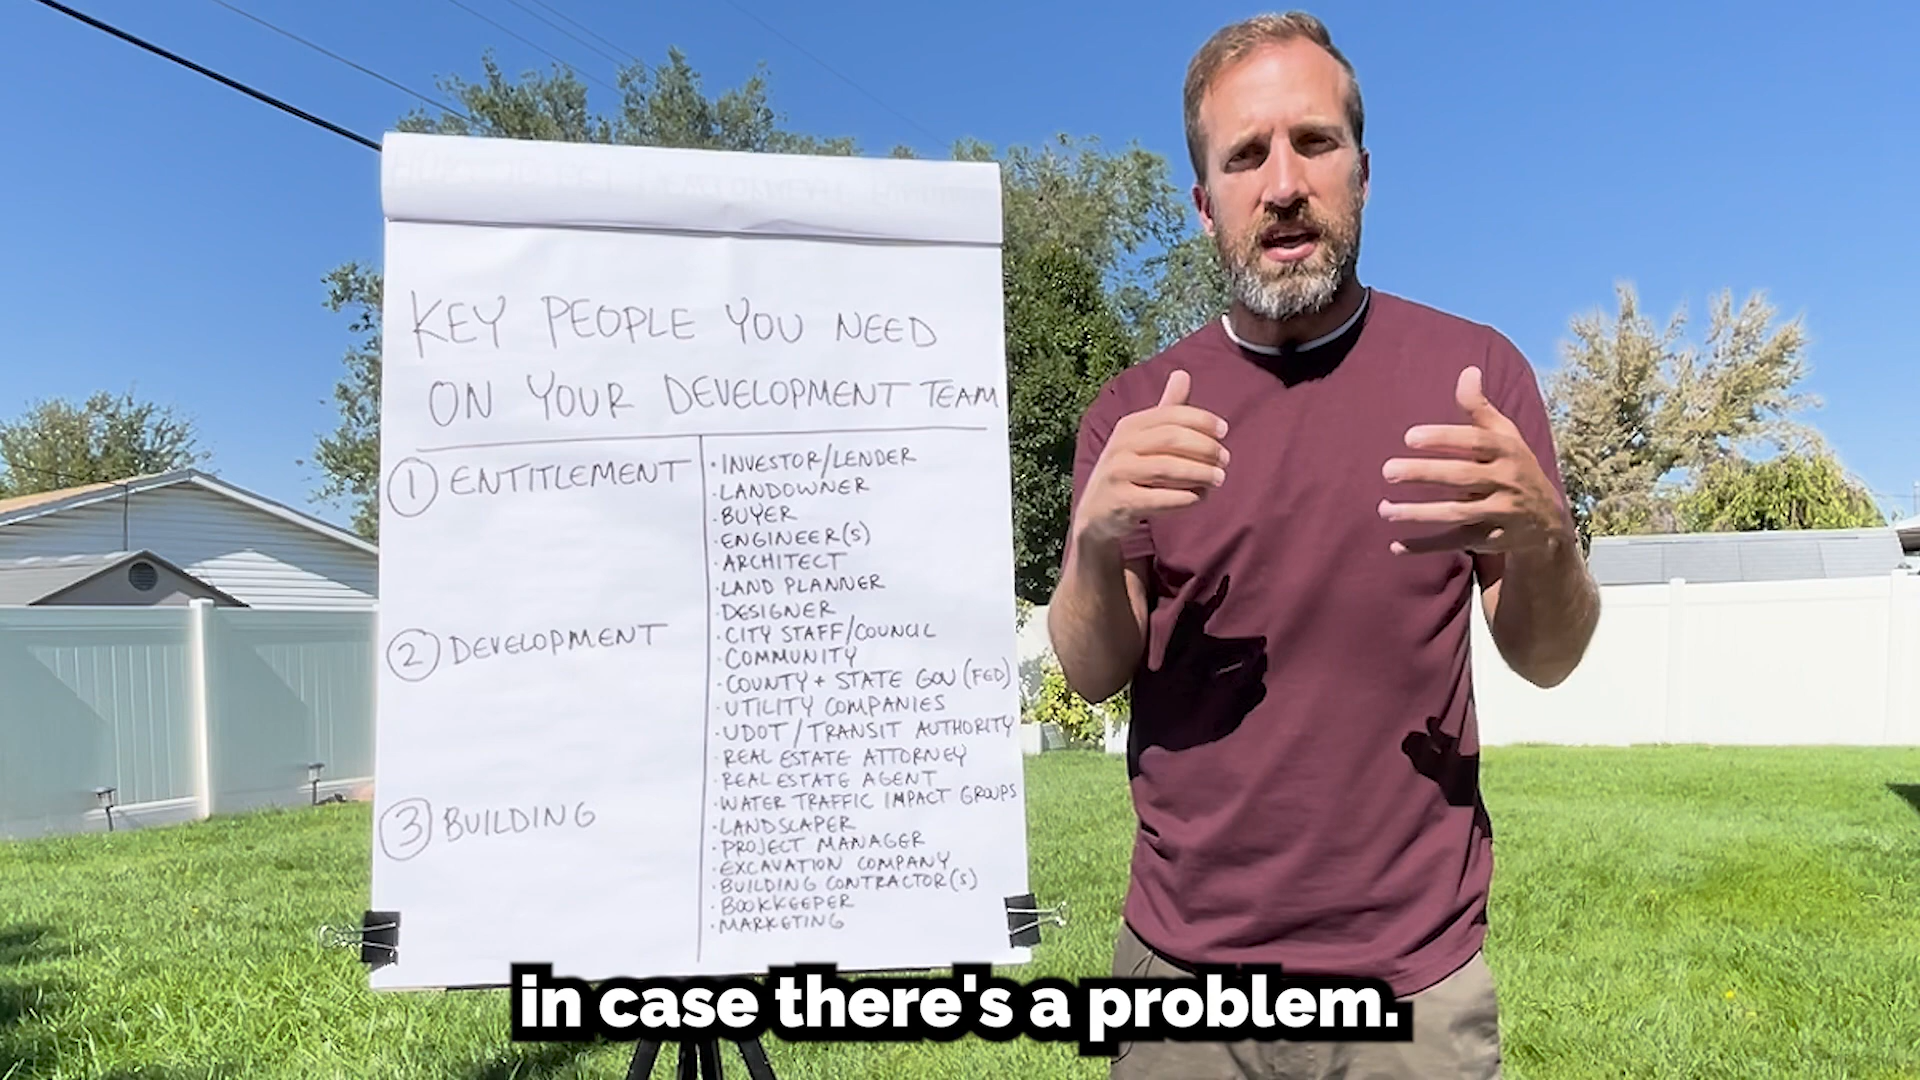 KEY PEOPLE YOU NEED
ON YOUR DEVELOPMENT TEAM
1 ENTITLEMENT
2 DEVELOPMENT
3 BUILDING
· INVESTOR/LENDER
· LANDOWNER
· BUYER
· ENGINEER(S)
· ARCHITECT
· LAND PLANNER
· DESIGNER
· CITY STAFF/COUNCIL
· COMMUNITY
· COUNTY + STATE GOV (FED)
· UTILITY COMPANIES
· UDOT / TRANSIT AUTHORITY
· REAL ESTATE ATTORNEY
· REAL ESTATE AGENT
· WATER TRAFFIC IMPACT GROUPS
· LANDSCAPER
· PROJECT MANAGER
· EXCAVATION COMPANY
· BUILDING CONTRACTOR(S)
· BOOKKEEPER
· MARKETING
in case there's a problem.